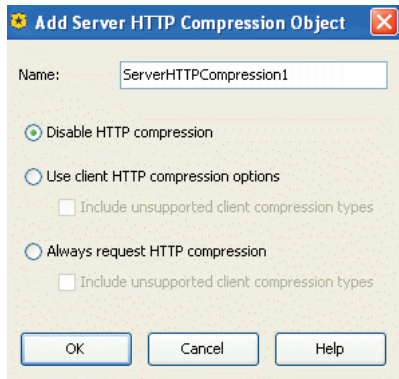 Add Server HTTP Compression Object
Name: ServerHTTPCompression1
Disable HTTP compression
Use client HTTP compression options
Include unsupported client compression types
Always request HTTP compression
Include unsupported client compression types
OK Cancel Help